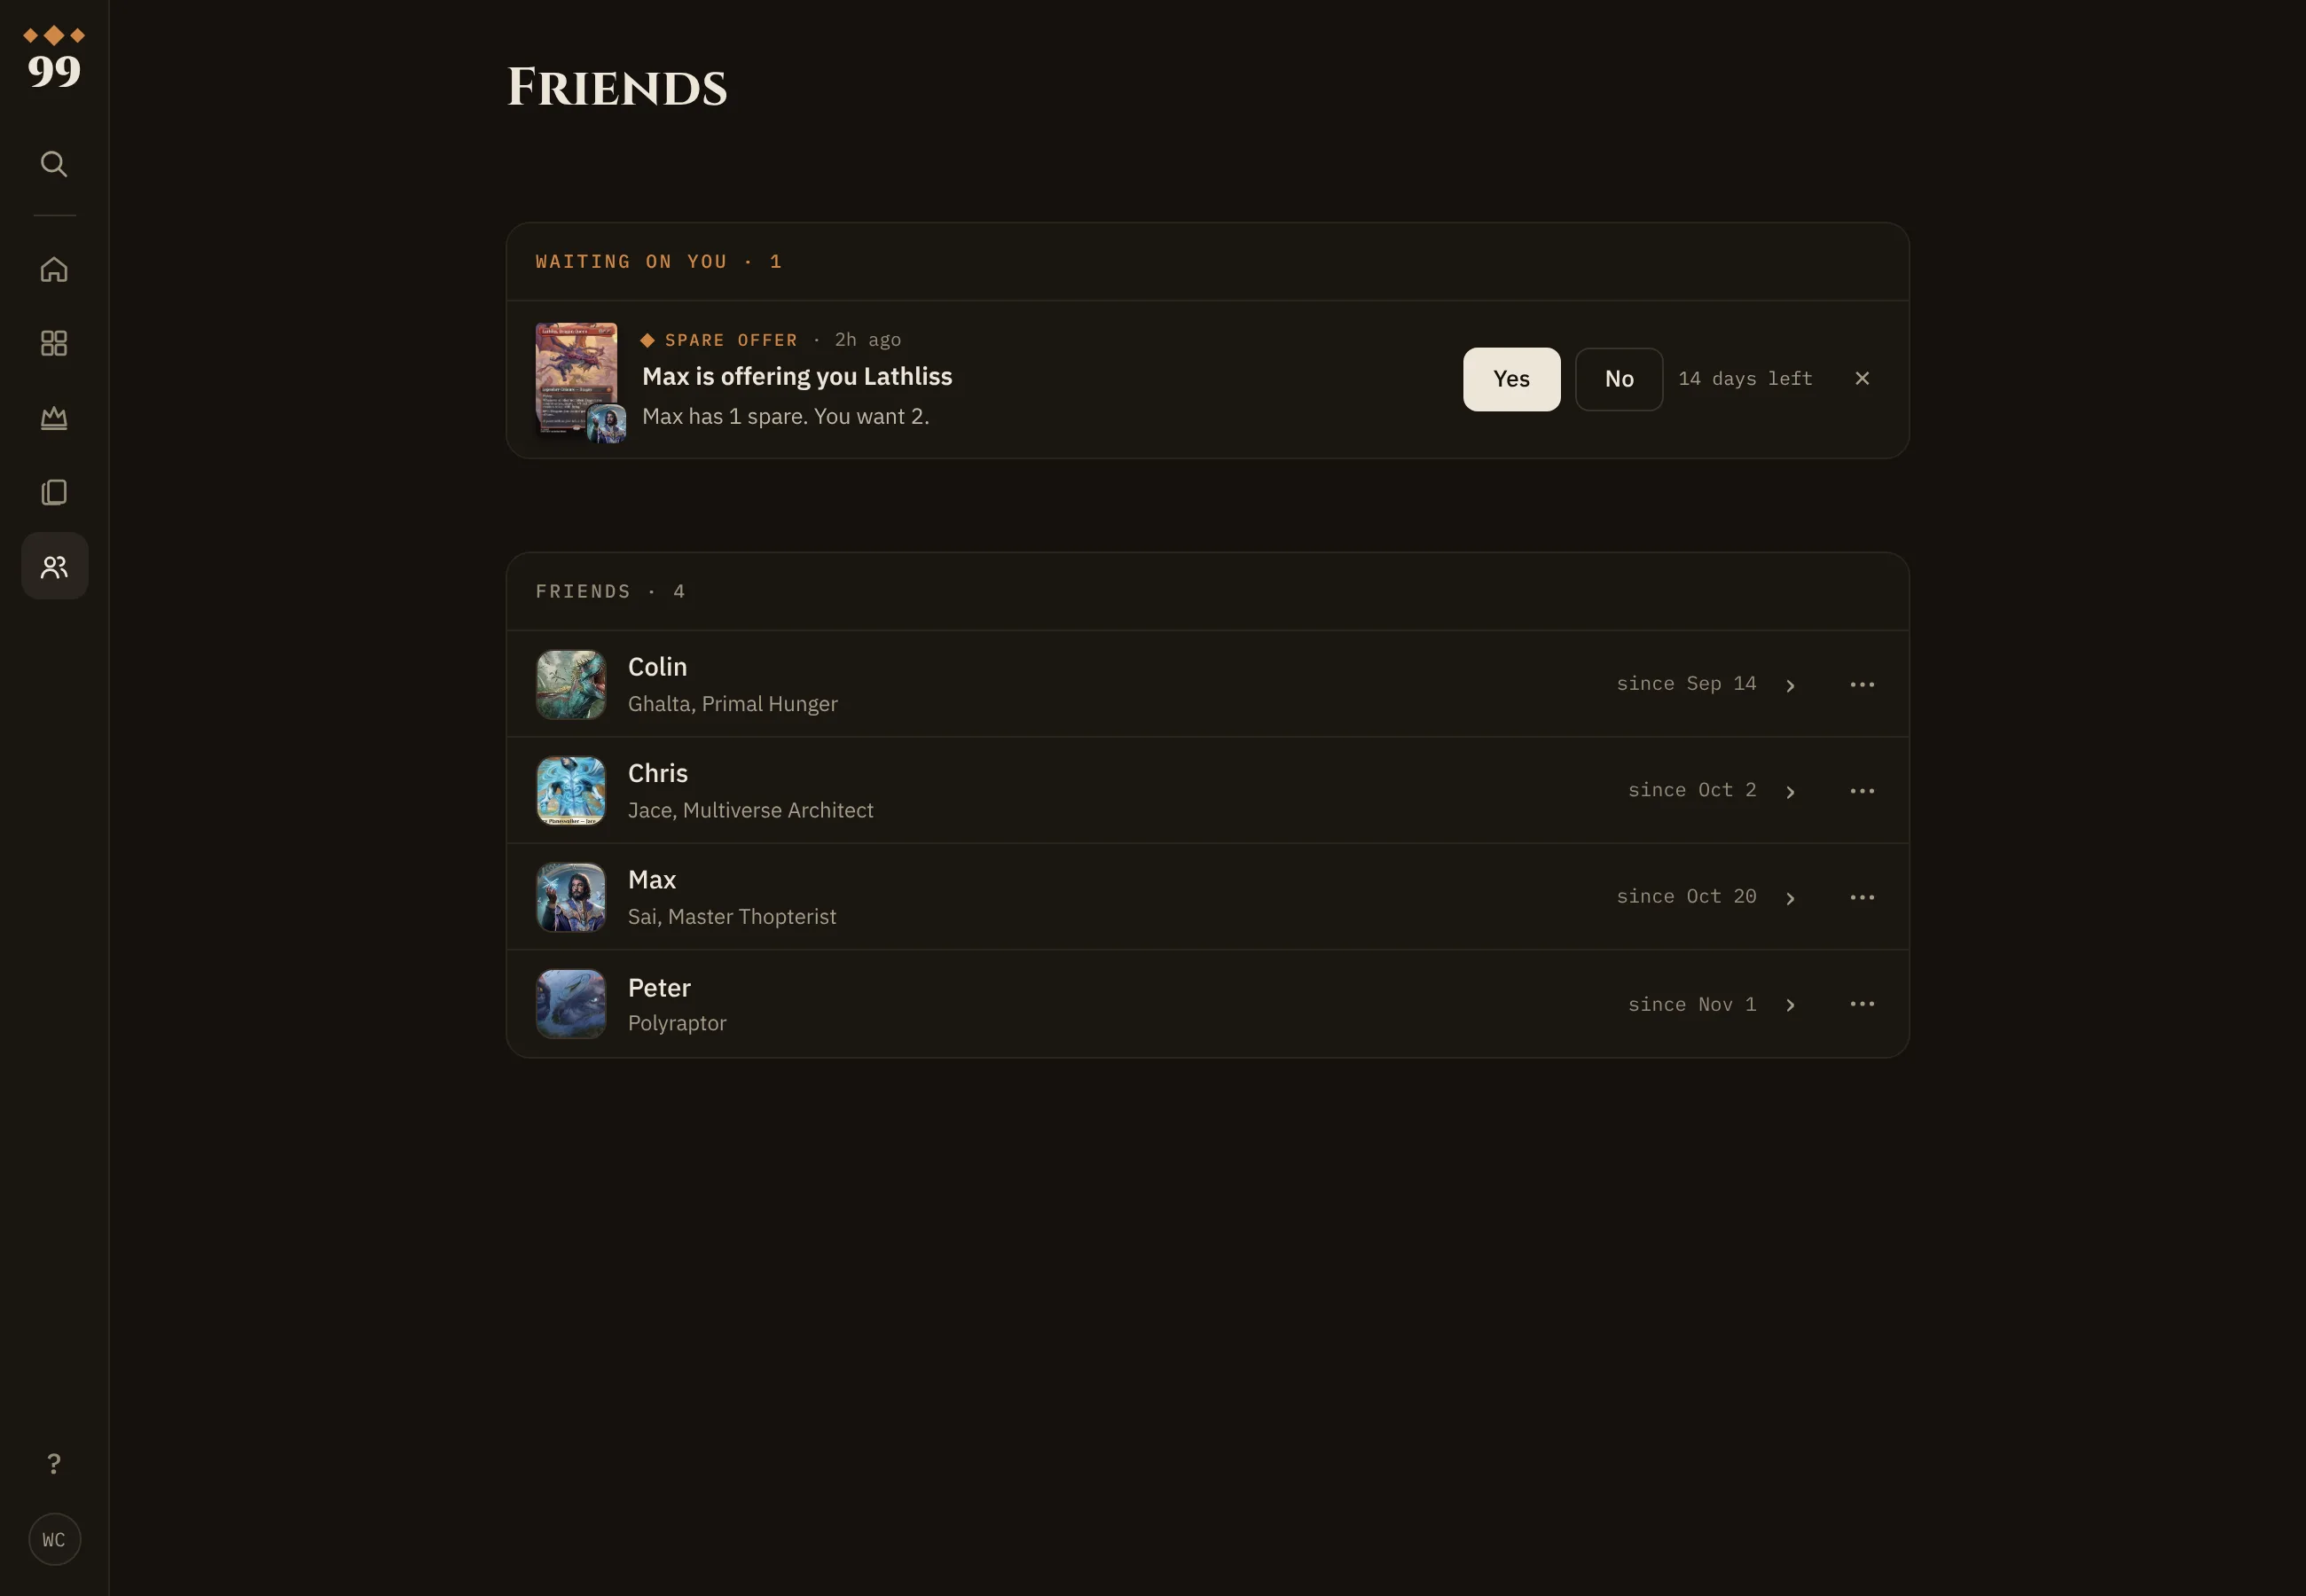 99
Friends
WAITING ON YOU · 1
SPARE OFFER · 2h ago
Max is offering you Lathliss
Max has 1 spare. You want 2.
Yes
No
14 days left
FRIENDS · 4
Colin
Ghalta, Primal Hunger
since Sep 14
Chris
Jace, Multiverse Architect
since Oct 2
Max
Sai, Master Thopterist
since Oct 20
Peter
Polyraptor
since Nov 1
?
WC